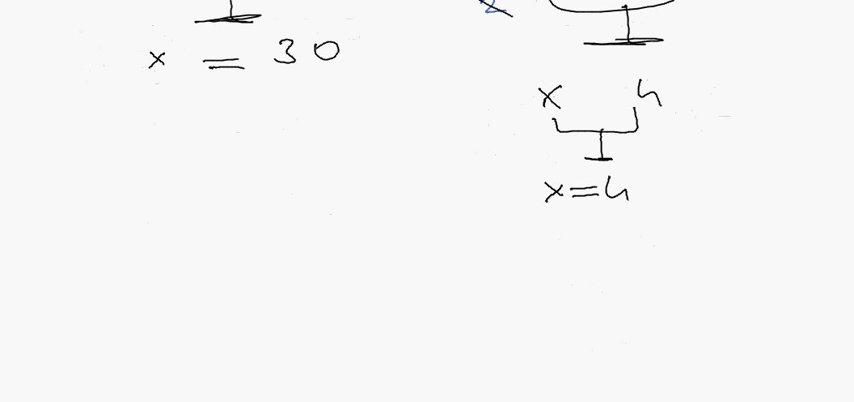 x = 30
x 4
x=4